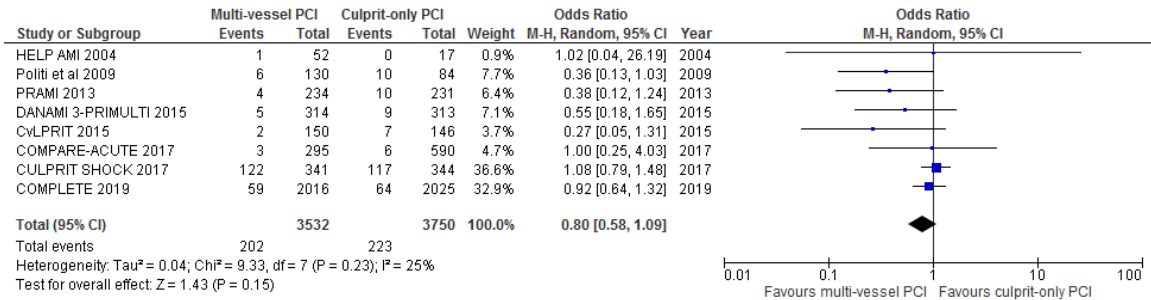 Multi-vessel PCI Culprit-only PCI Odds Ratio Odds Ratio
Study or Subgroup Events Total Events Total Weight M-H, Random, 95% CI Year M-H, Random, 95% CI
HELP AMI 2004 1 52 0 17 0.9% 1.02 [0.04, 26.19] 2004
Politi et al 2009 6 130 10 84 7.7% 0.36 [0.13, 1.03] 2009
PRAMI 2013 4 234 10 231 6.4% 0.38 [0.12, 1.24] 2013
DANAMI 3-PRIMULTI 2015 5 314 9 313 7.1% 0.55 [0.18, 1.65] 2015
CvLPRIT 2015 2 150 7 146 3.7% 0.27 [0.05, 1.31] 2015
COMPARE-ACUTE 2017 3 295 6 590 4.7% 1.00 [0.25, 4.03] 2017
CULPRIT SHOCK 2017 122 341 117 344 36.6% 1.08 [0.79, 1.48] 2017
COMPLETE 2019 59 2016 64 2025 32.9% 0.92 [0.64, 1.32] 2019
Total (95% CI) 3532 3750 100.0% 0.80 [0.58, 1.09]
Total events 202 223
Heterogeneity: Tau² = 0.04; Chi² = 9.33, df = 7 (P = 0.23); I² = 25%
Test for overall effect: Z = 1.43 (P = 0.15)
0.01 0.1 1 10 100
Favours multi-vessel PCI Favours culprit-only PCI